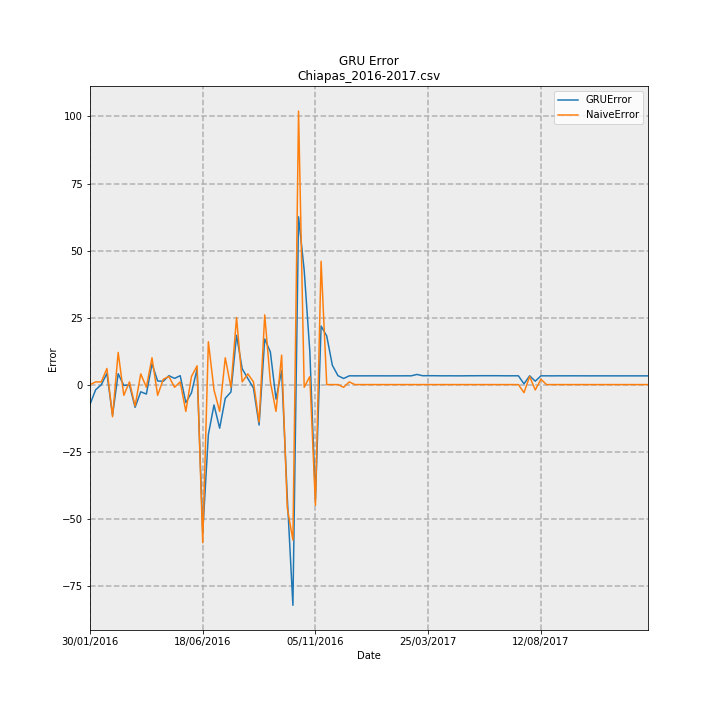 GRU Error
Chiapas_2016-2017.csv
GRUError
NaiveError
100
75
50
25
0
−25
−50
−75
Error
30/01/2016
18/06/2016
05/11/2016
25/03/2017
12/08/2017
Date